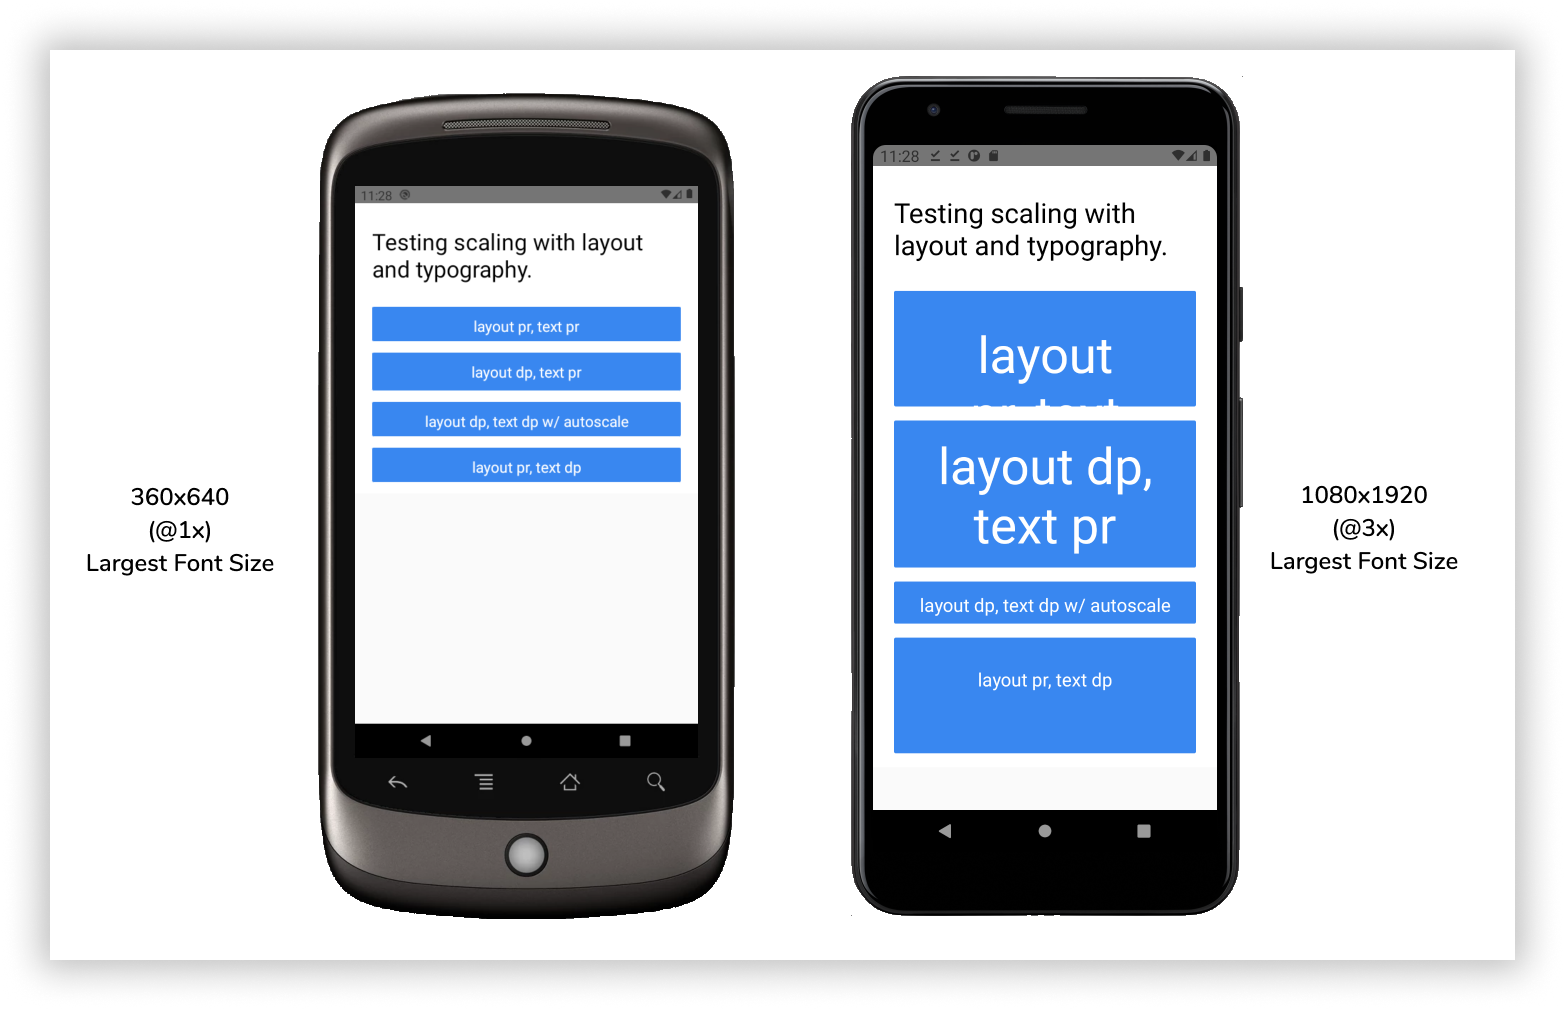 360x640
(@1x)
Largest Font Size
11:28
Testing scaling with layout
and typography.
layout pr, text pr
layout dp, text pr
layout dp, text dp w/ autoscale
layout pr, text dp
11:28
Testing scaling with
layout and typography.
layout
pr, text
layout dp,
text pr
layout dp, text dp w/ autoscale
layout pr, text dp
1080x1920
(@3x)
Largest Font Size